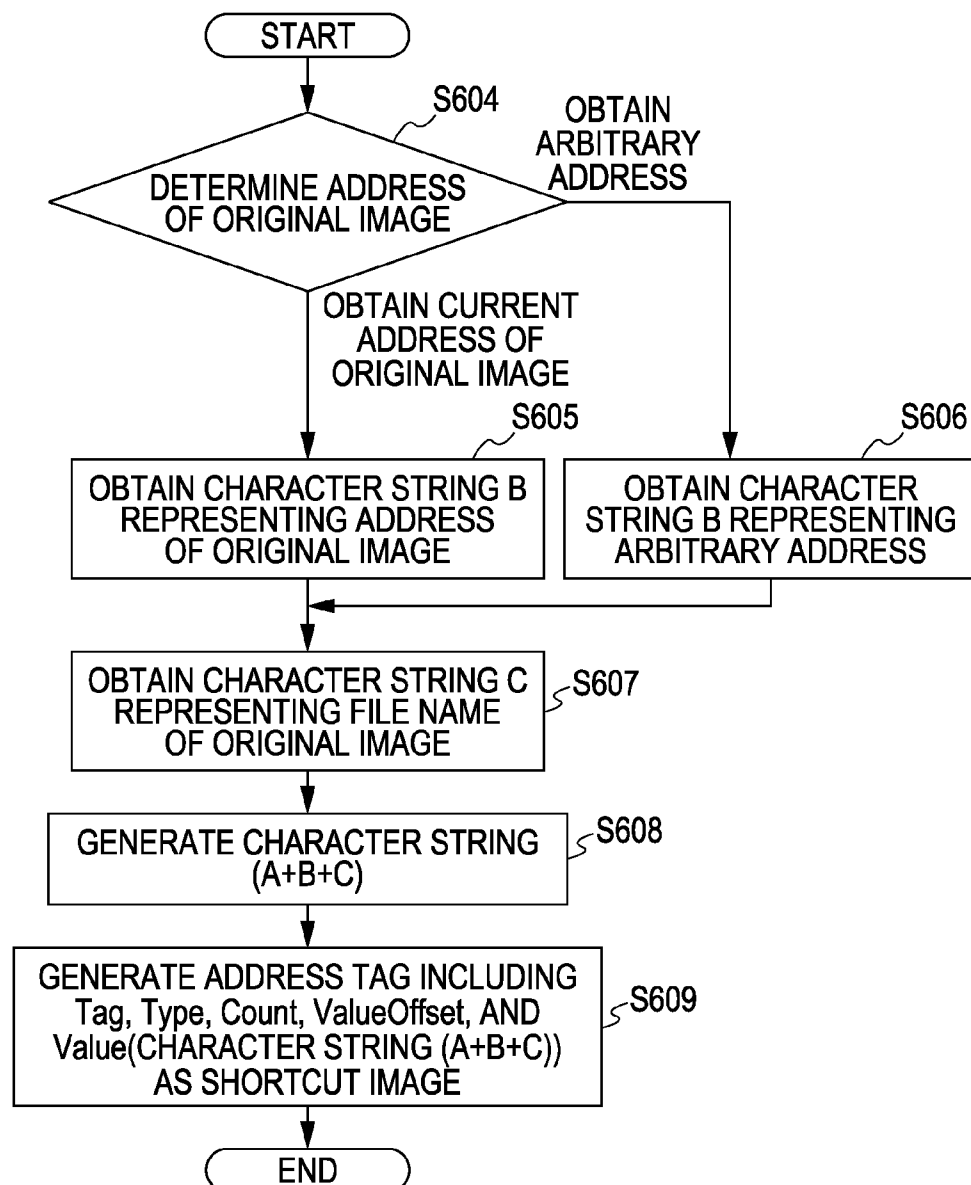 START
S604
OBTAIN
ARBITRARY
ADDRESS
DETERMINE ADDRESS
OF ORIGINAL IMAGE
OBTAIN CURRENT
ADDRESS OF
ORIGINAL IMAGE
S605
S606
OBTAIN CHARACTER STRING B
REPRESENTING ADDRESS
OF ORIGINAL IMAGE
OBTAIN CHARACTER
STRING B REPRESENTING
ARBITRARY ADDRESS
OBTAIN CHARACTER STRING C
REPRESENTING FILE NAME
OF ORIGINAL IMAGE
S607
GENERATE CHARACTER STRING
(A+B+C)
S608
GENERATE ADDRESS TAG INCLUDING
Tag, Type, Count, ValueOffset, AND
Value(CHARACTER STRING (A+B+C))
AS SHORTCUT IMAGE
S609
END